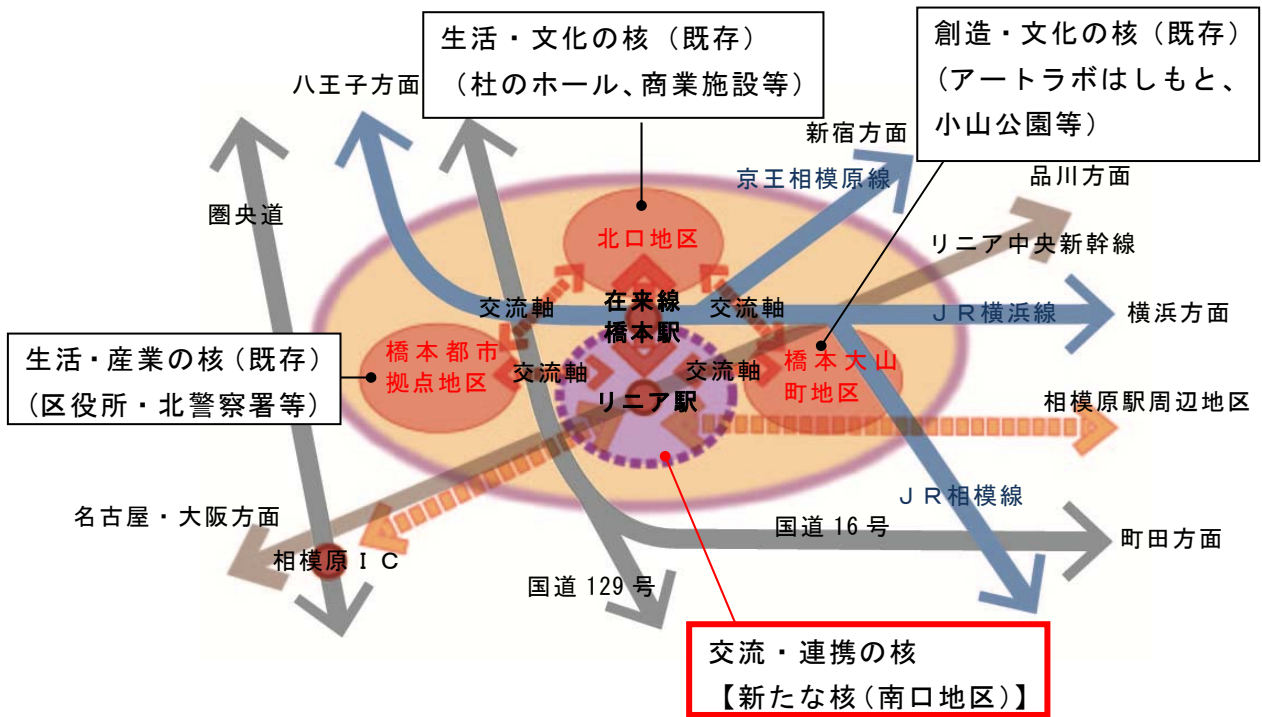 生活・文化の核（既存）
（杜のホール、商業施設等）
創造・文化の核（既存）
（アートラボはしもと、
小山公園等）
八王子方面
新宿方面
京王相模原線
品川方面
圏央道
北口地区
リニア中央新幹線
交流軸
在来線
橋本駅
交流軸
ＪＲ横浜線
横浜方面
生活・産業の核（既存）
（区役所・北警察署等）
橋本都市
拠点地区
交流軸
交流軸
橋本大山
町地区
リニア駅
相模原駅周辺地区
名古屋・大阪方面
ＪＲ相模線
国道 16 号
町田方面
相模原ＩＣ
国道 129 号
交流・連携の核
【新たな核（南口地区）】